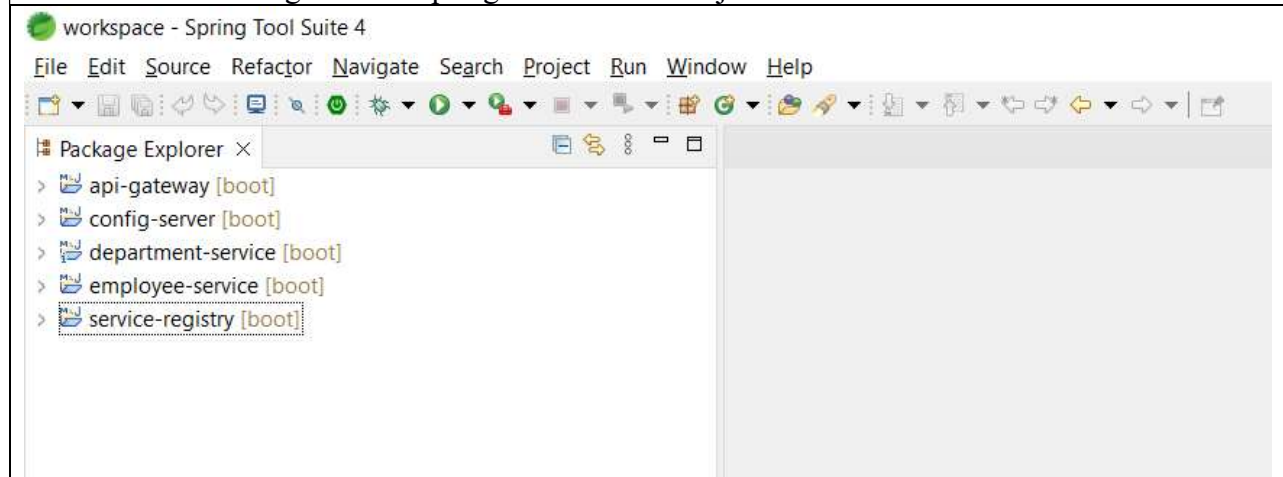 workspace - Spring Tool Suite 4
File Edit Source Refactor Navigate Search Project Run Window Help
Package Explorer
api-gateway [boot]
config-server [boot]
department-service [boot]
employee-service [boot]
service-registry [boot]